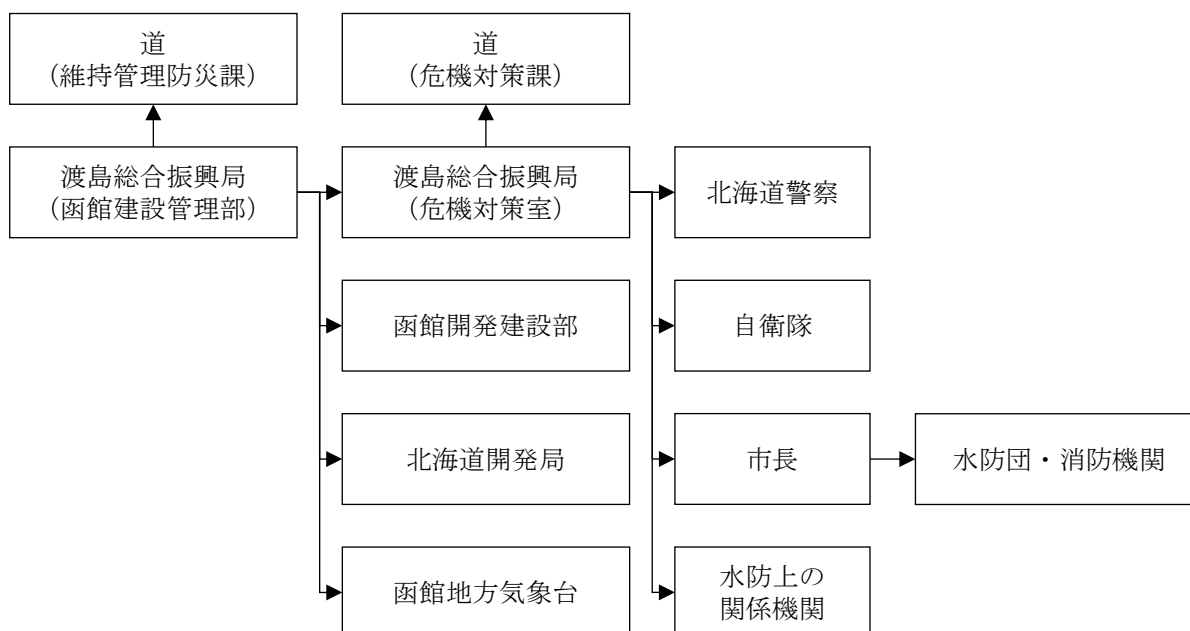 道
（維持管理防災課）
道
（危機対策課）
渡島総合振興局
（函館建設管理部）
渡島総合振興局
（危機対策室）
北海道警察
函館開発建設部
自衛隊
北海道開発局
市長
水防団・消防機関
函館地方気象台
水防上の
関係機関